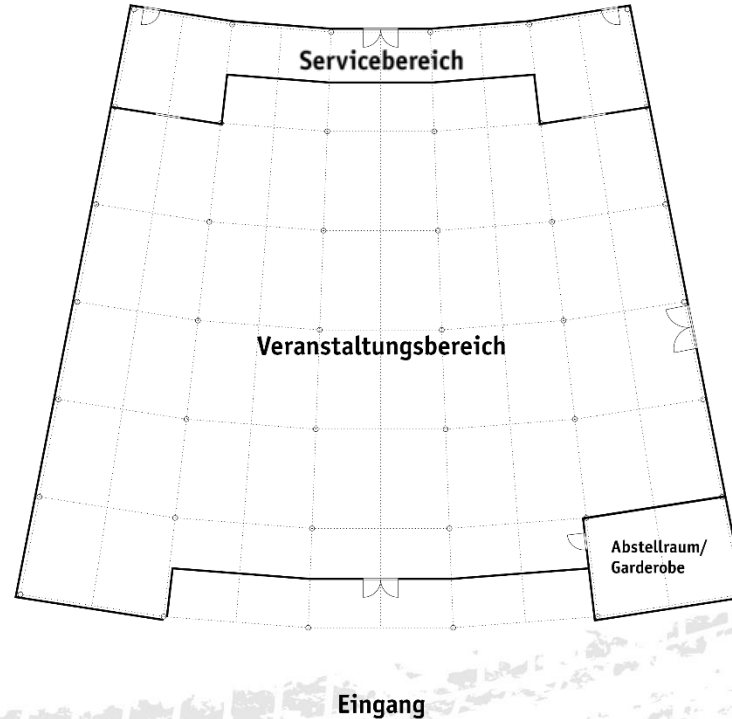 Servicebereich
Veranstaltungsbereich
Abstellraum/
Garderobe
Eingang